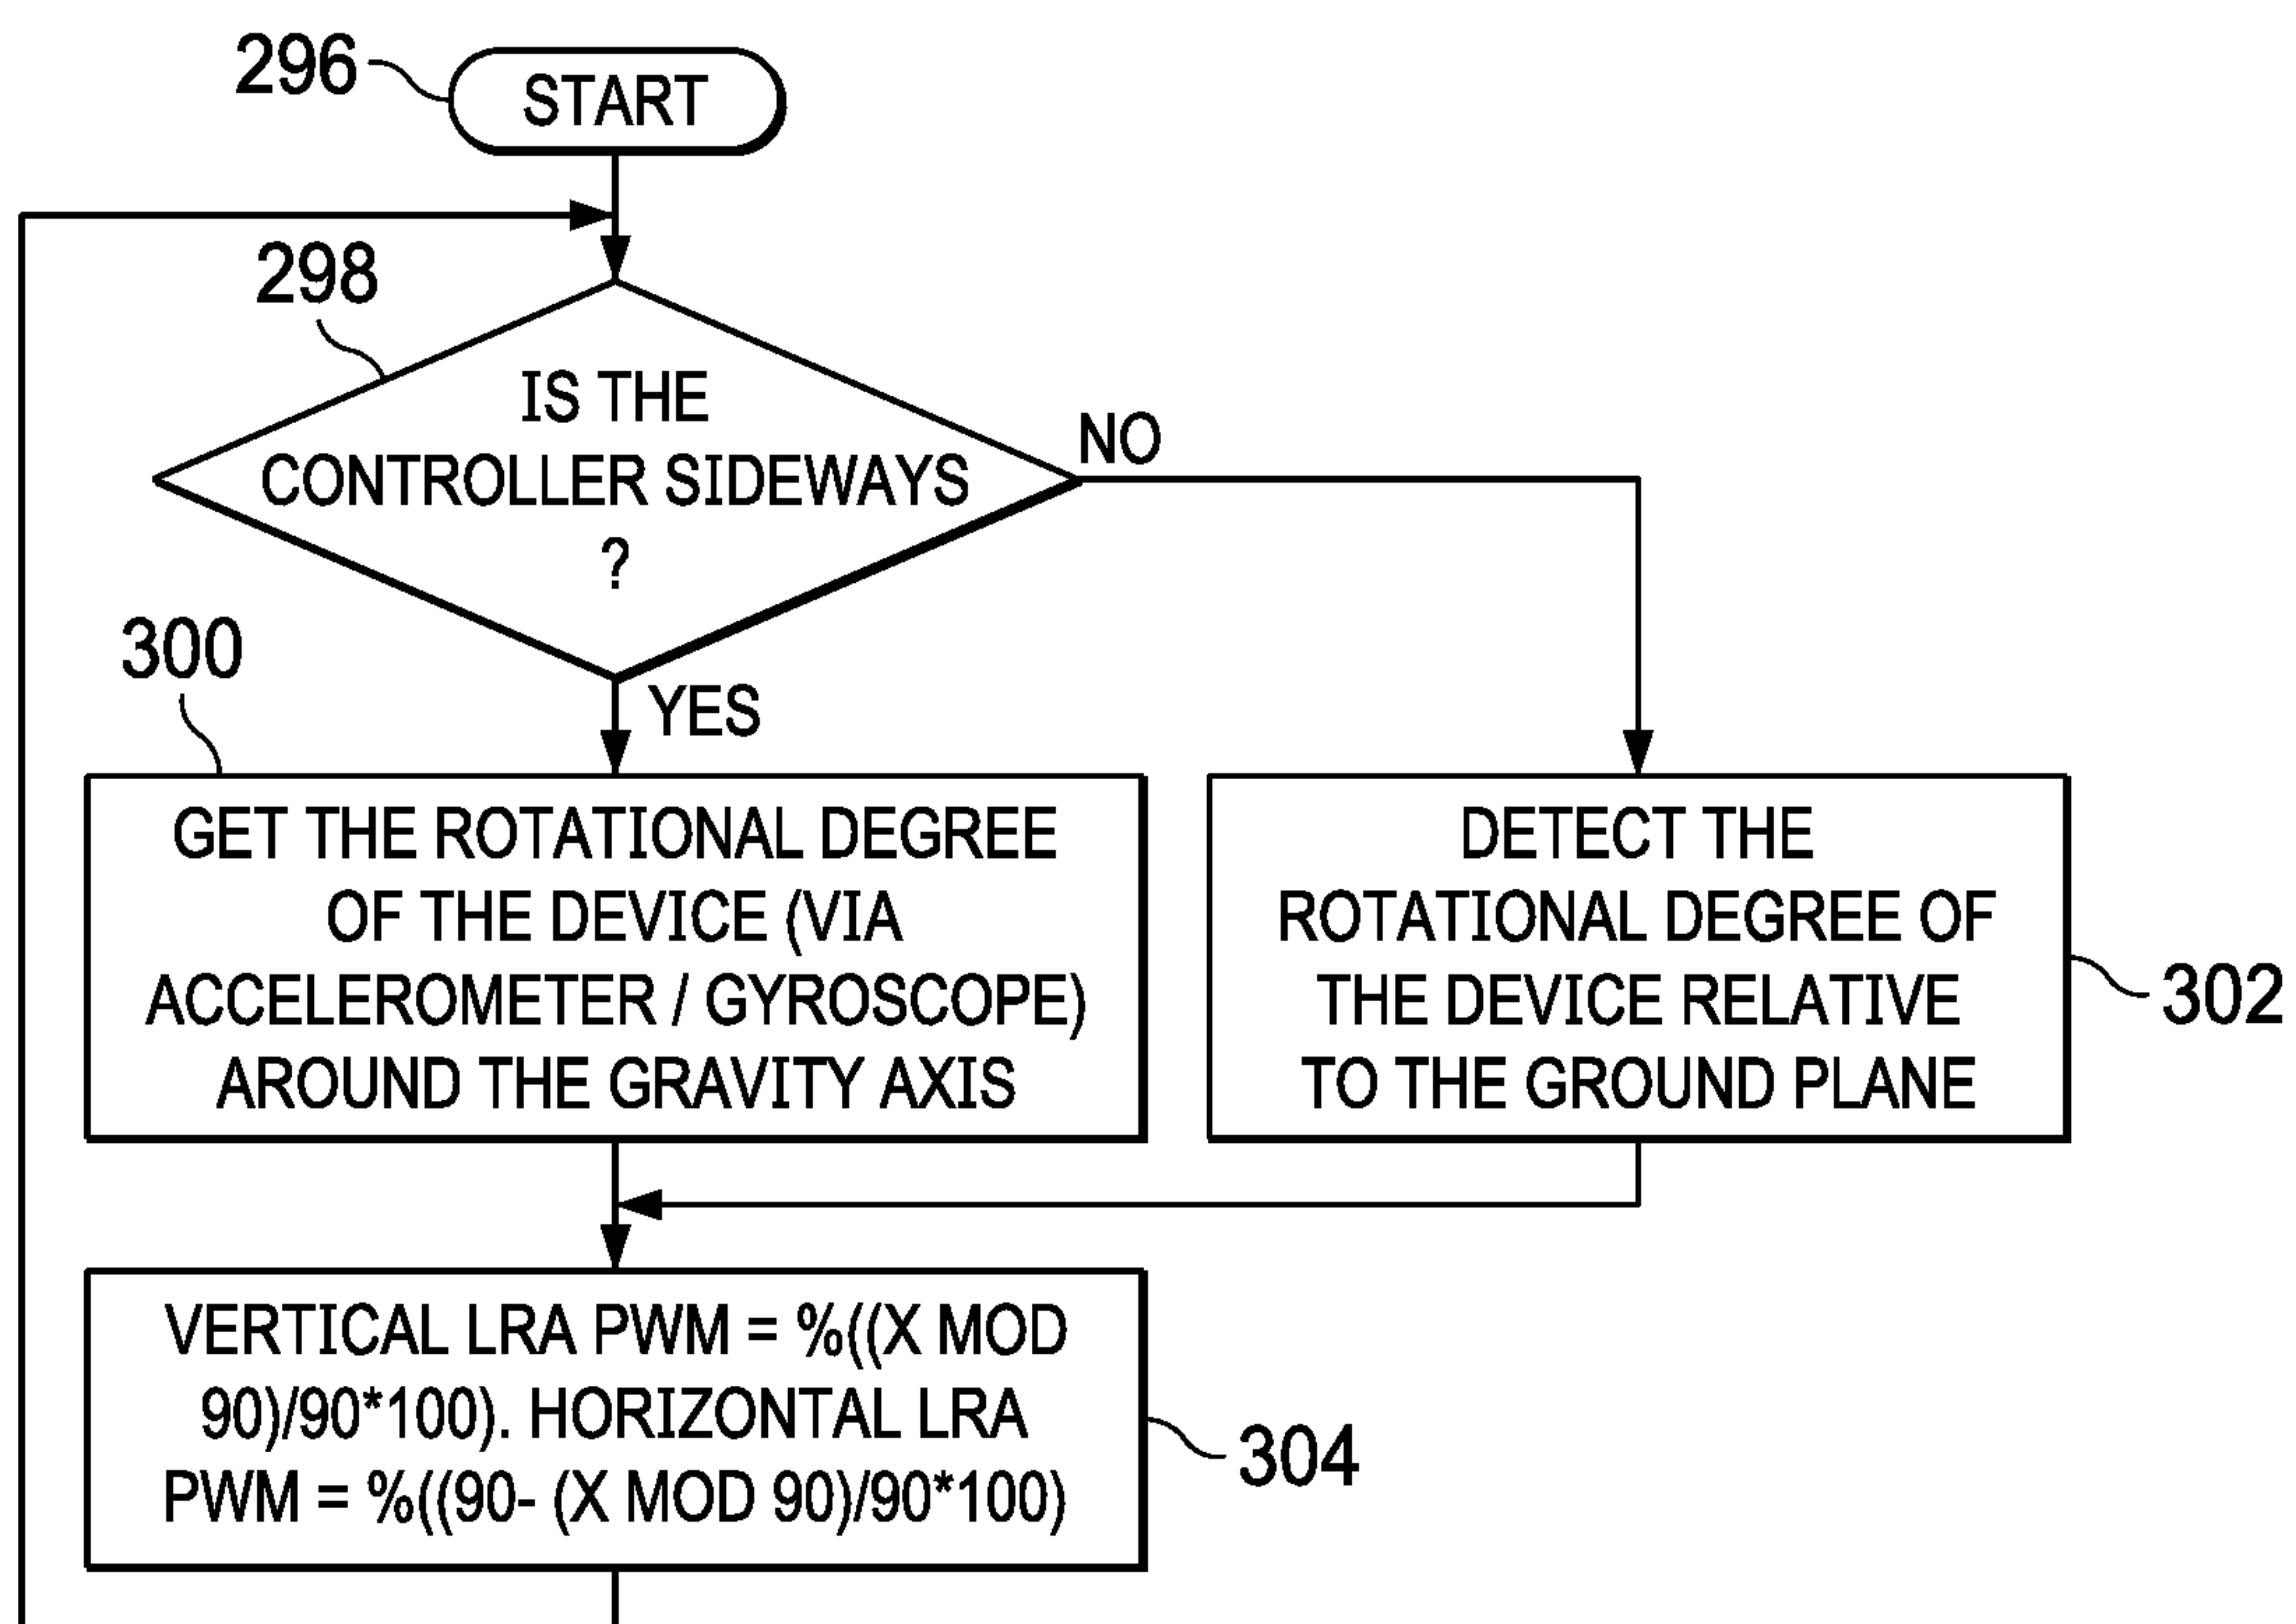 296
START
298
IS THE
CONTROLLER SIDEWAYS
?
NO
YES
300
GET THE ROTATIONAL DEGREE
OF THE DEVICE (VIA
ACCELEROMETER / GYROSCOPE)
AROUND THE GRAVITY AXIS
DETECT THE
ROTATIONAL DEGREE OF
THE DEVICE RELATIVE
TO THE GROUND PLANE
302
VERTICAL LRA PWM = %((X MOD
90)/90*100). HORIZONTAL LRA
PWM = %((90- (X MOD 90)/90*100)
304